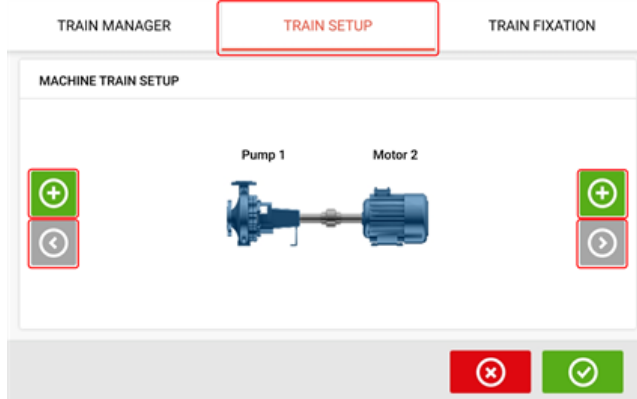 TRAIN MANAGER
TRAIN SETUP
TRAIN FIXATION
MACHINE TRAIN SETUP
Pump 1
Motor 2